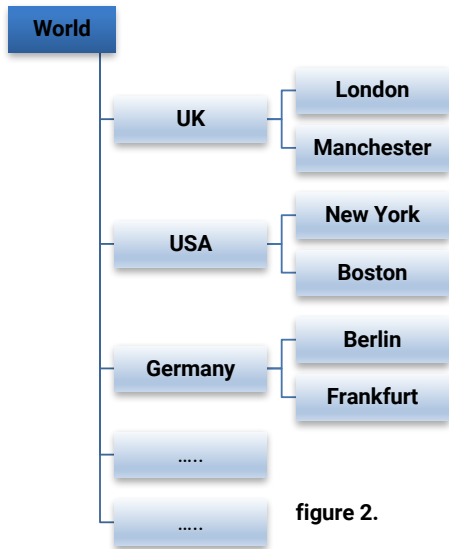 World
UK
London
Manchester
USA
New York
Boston
Germany
Berlin
Frankfurt
.....
.....
figure 2.